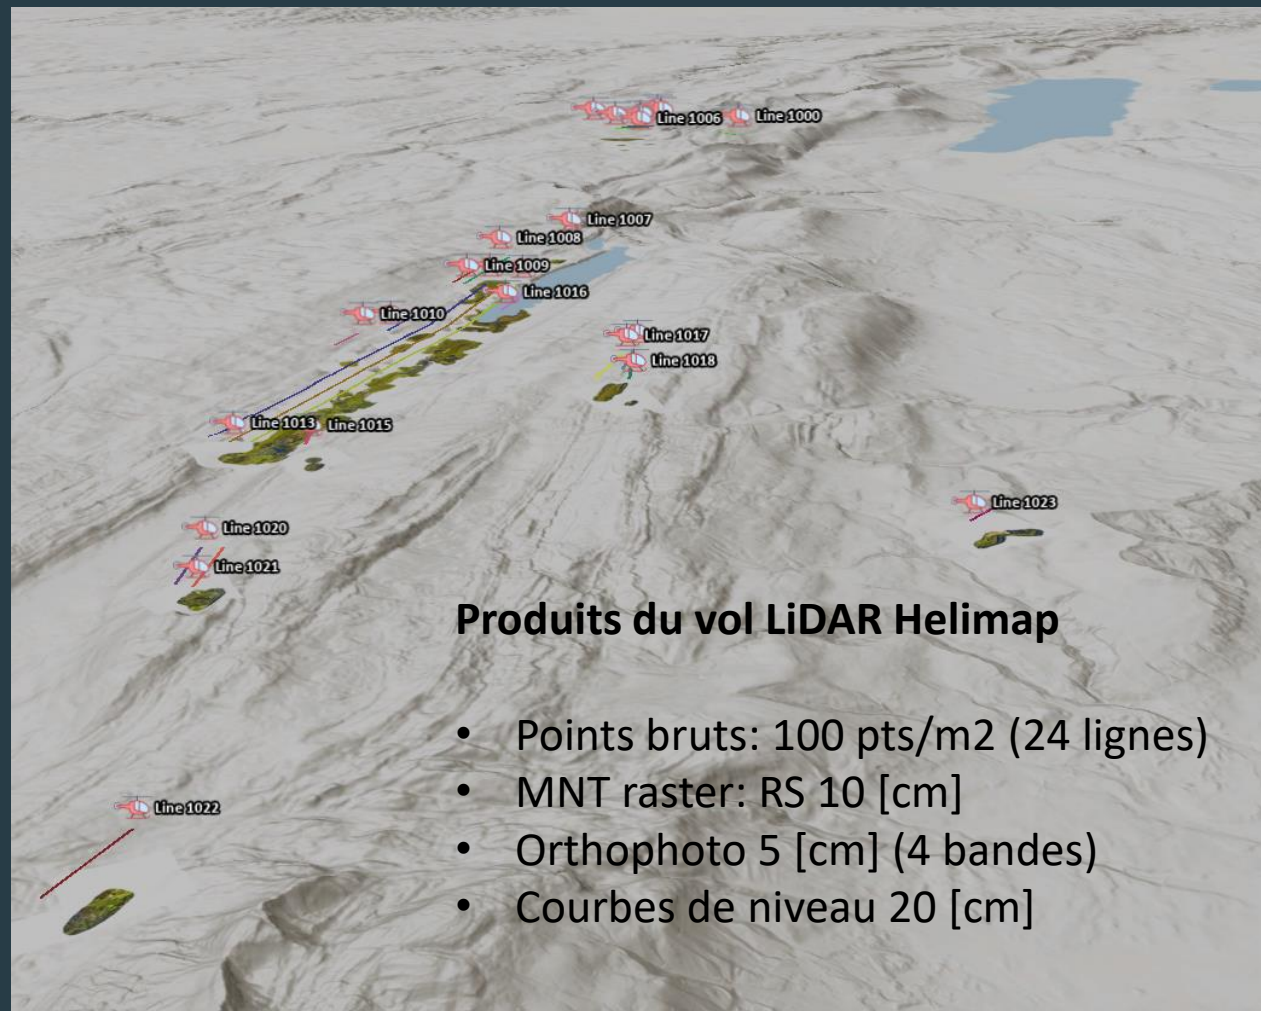 Line 1006
Line 1000
Line 1007
Line 1008
Line 1009
Line 1016
Line 1010
Line 1017
Line 1018
Line 1013
Line 1015
Line 1023
Line 1020
Line 1021
Produits du vol LiDAR Helimap
• Points bruts: 100 pts/m2 (24 lignes)
• MNT raster: RS 10 [cm]
• Orthophoto 5 [cm] (4 bandes)
• Courbes de niveau 20 [cm]
Line 1022